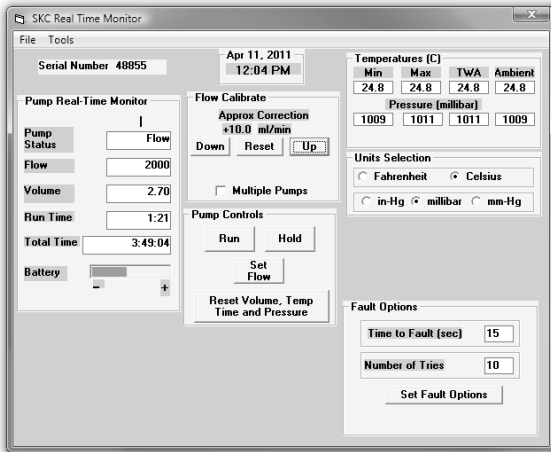 SKC Real Time Monitor
File Tools
Serial Number 48855
Apr 11, 2011
12:04 PM
Pump Real-Time Monitor
Pump Status Flow
Flow 2000
Volume 2.70
Run Time 1:21
Total Time 3:49:04
Battery
- +
Flow Calibrate
Approx Correction
+10.0 ml/min
Down Reset Up
Multiple Pumps
Pump Controls
Run Hold
Set
Flow
Reset Volume, Temp
Time and Pressure
Temperatures (C)
Min Max TWA Ambient
24.8 24.8 24.8 24.8
Pressure (millibar)
1009 1011 1011 1009
Units Selection
Fahrenheit Celsius
in-Hg millibar mm-Hg
Fault Options
Time to Fault (sec) 15
Number of Tries 10
Set Fault Options